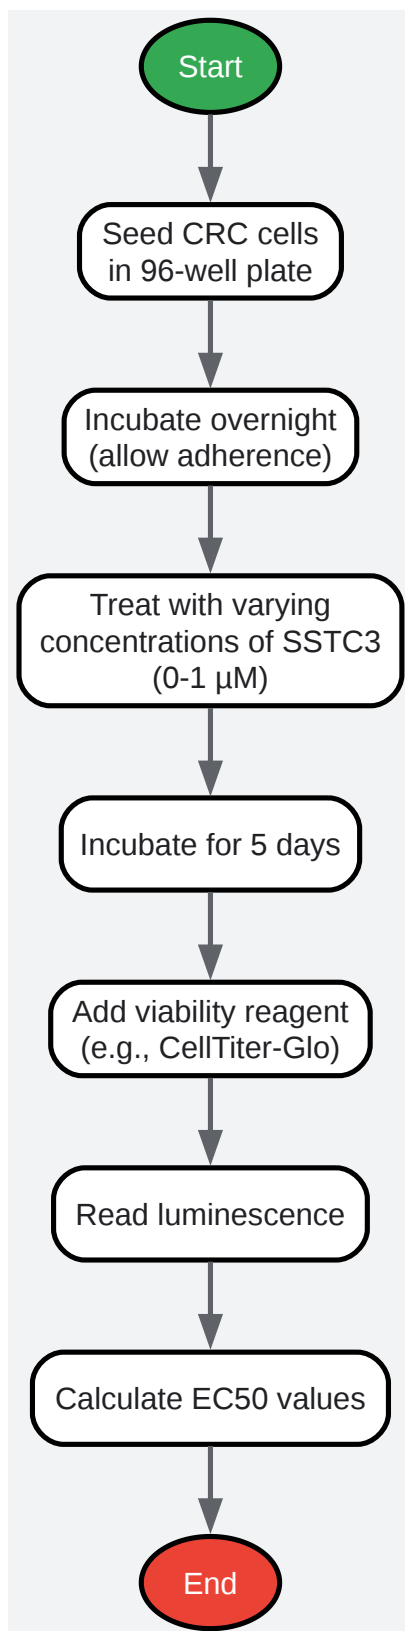 Start
Seed CRC cells
in 96-well plate
Incubate overnight
(allow adherence)
Treat with varying
concentrations of SSTC3
(0-1 µM)
Incubate for 5 days
Add viability reagent
(e.g., CellTiter-Glo)
Read luminescence
Calculate EC50 values
End